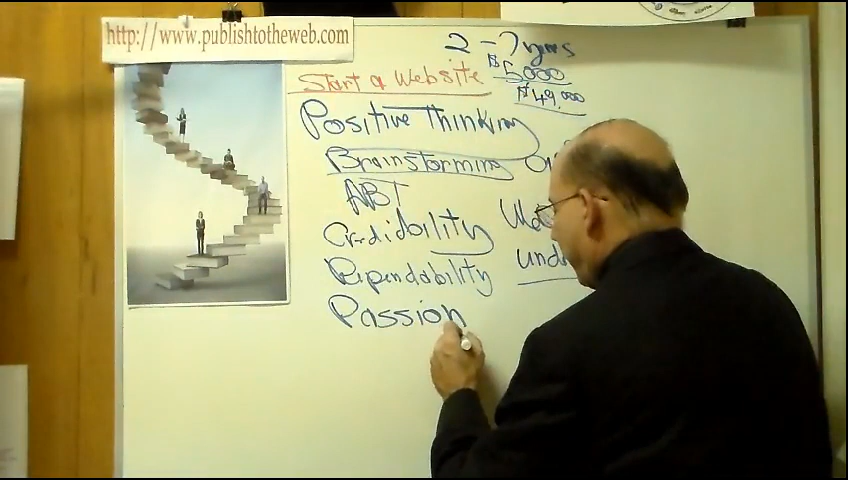 http://www.publishtotheweb.com
2 - 7 years
$5,000
$49,000
Start a Website
Positive Thinking
Brainstorming
ABT
Credibility
Dependability
Passion